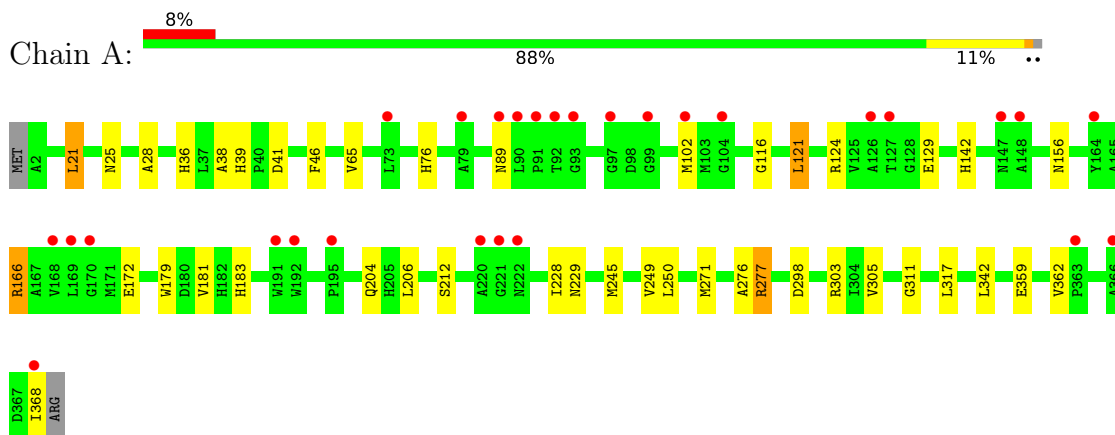 8%
Chain A:
88% 11% ..
MET A2 L21 N25 A28 H36 L37 A38 H39 P40 D41 F46 V65 L73 H76 A79 N89 L90 P91 T92 G93 G97 D98 G99 M102 M103 G104 G116 L121 R124 V125 A126 T127 G128 E129 H142 N147 A148 N156 Y164 A165
R166 A167 V168 L169 G170 M171 E172 W179 D180 V181 H182 H183 W191 W192 P195 Q204 H205 L206 S212 A220 G221 N222 I228 N229 M245 V249 L250 M271 A276 R277 D298 R303 I304 V305 G311 L317 L342 E359 V362 P363 A366
D367 I368 ARG